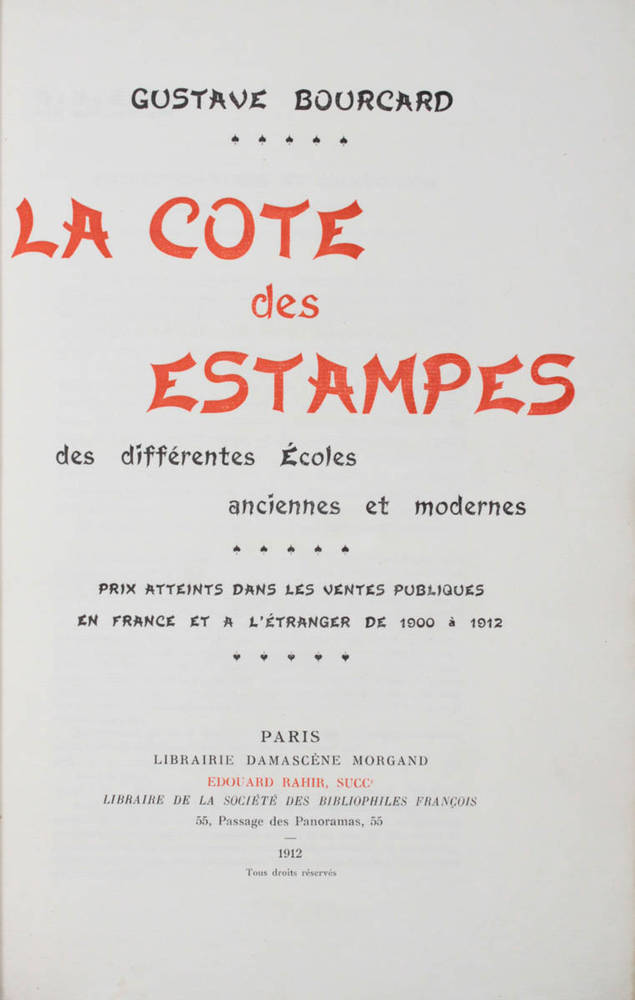 GUSTAVE BOURCARD
LA COTE
des
ESTAMPES
des différentes Écoles
anciennes et modernes
PRIX ATTEINTS DANS LES VENTES PUBLIQUES
EN FRANCE ET A L'ÉTRANGER DE 1900 à 1912
PARIS
LIBRAIRIE DAMASCÈNE MORGAND
EDOUARD RAHIR, SUCCʳ
LIBRAIRE DE LA SOCIÉTÉ DES BIBLIOPHILES FRANÇOIS
55, Passage des Panoramas, 55
1912
Tous droits réservés